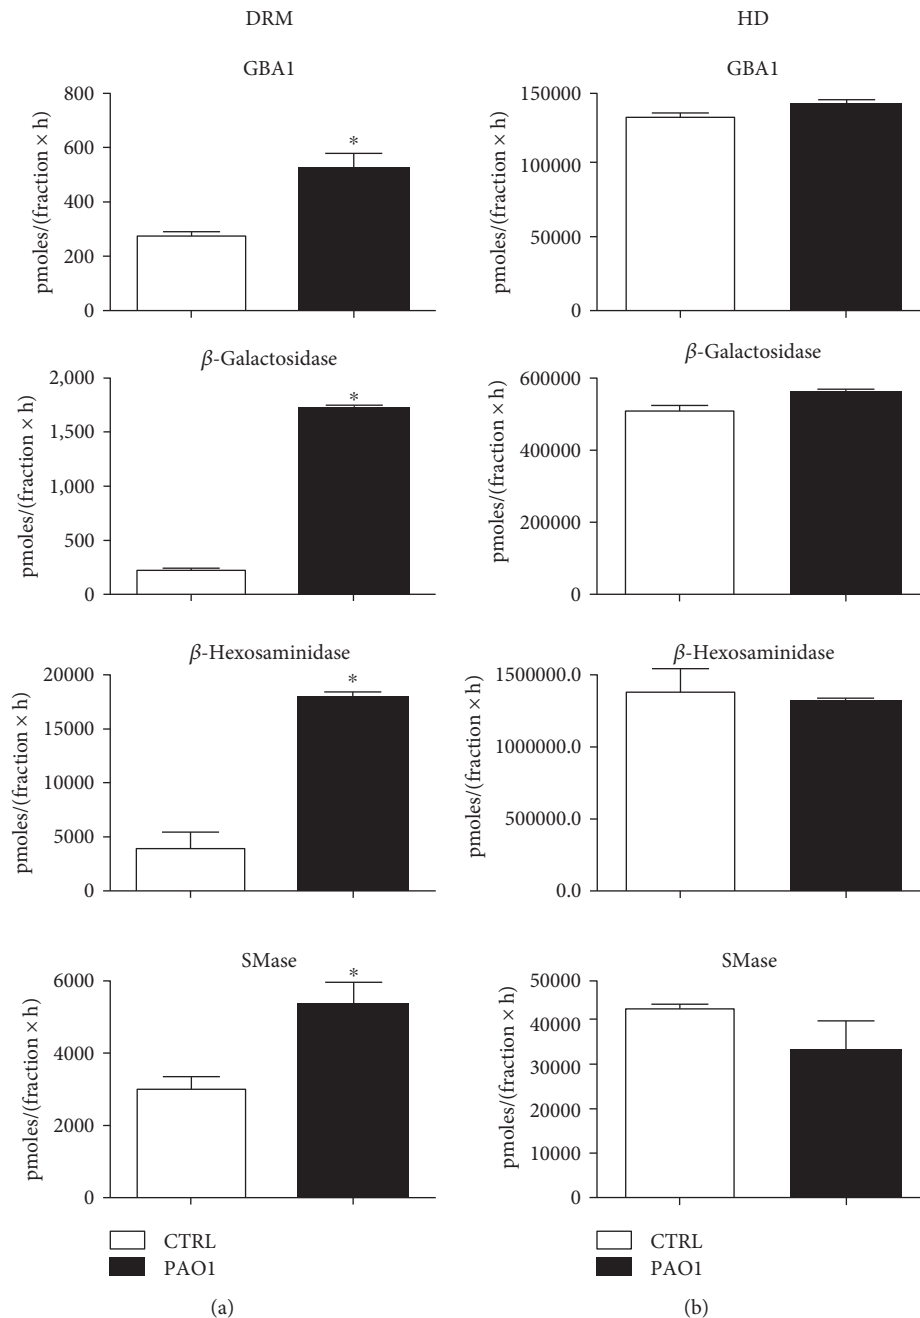 DRM
GBA1
pmoles/(fraction × h)
800
600
400
200
0
*
β-Galactosidase
pmoles/(fraction × h)
2,000
1,500
1,000
500
0
*
β-Hexosaminidase
pmoles/(fraction × h)
20000
15000
10000
5000
0
*
SMase
pmoles/(fraction × h)
6000
4000
2000
0
*
CTRL
PAO1
(a)
HD
GBA1
pmoles/(fraction × h)
150000
100000
50000
0
β-Galactosidase
pmoles/(fraction × h)
600000
400000
200000
0
β-Hexosaminidase
pmoles/(fraction × h)
1500000.0
1000000.0
500000.0
0.0
SMase
pmoles/(fraction × h)
50000
40000
30000
20000
10000
0
CTRL
PAO1
(b)